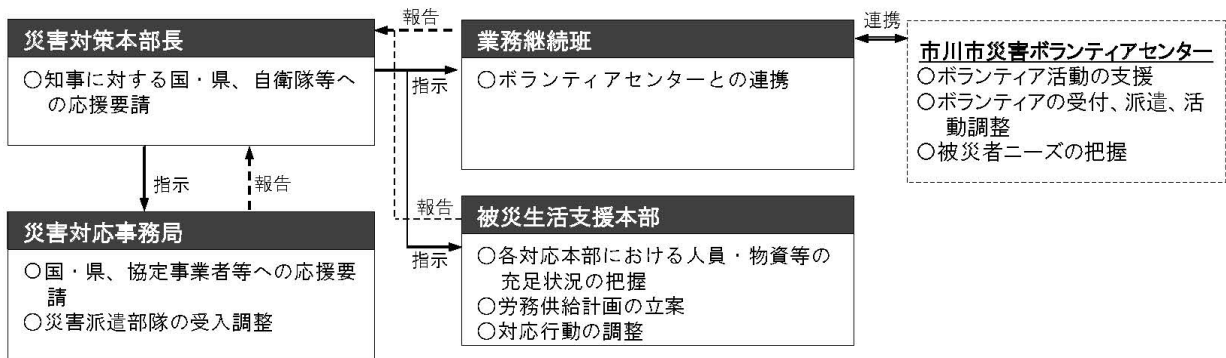 災害対策本部長
○知事に対する国・県、自衛隊等へ
の応援要請
報告
指示
業務継続班
○ボランティアセンターとの連携
連携
市川市災害ボランティアセンター
○ボランティア活動の支援
○ボランティアの受付、派遣、活
動調整
○被災者ニーズの把握
指示
報告
災害対応事務局
○国・県、協定事業者等への応援要
請
○災害派遣部隊の受入調整
報告
指示
被災生活支援本部
○各対応本部における人員・物資等の
充足状況の把握
○労務供給計画の立案
○対応行動の調整